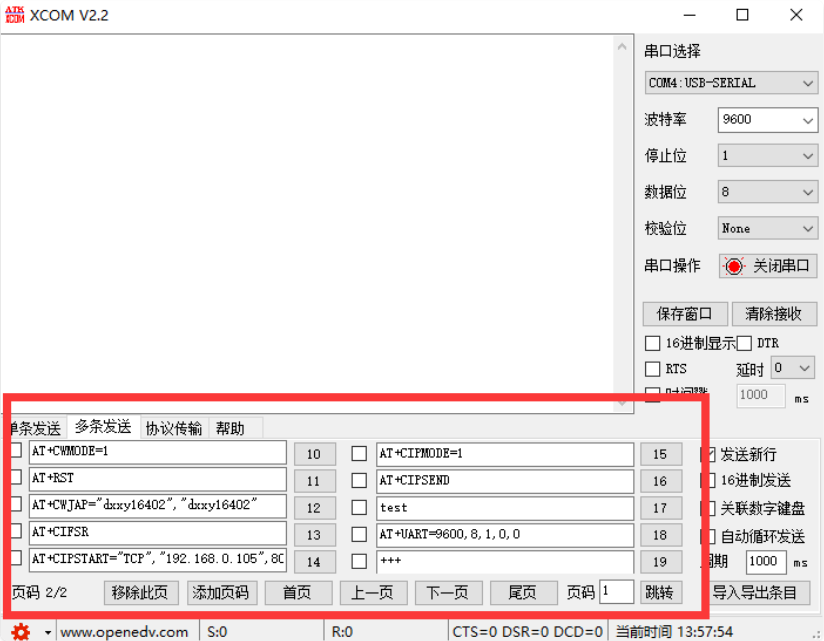 ATK XCOM XCOM V2.2
串口选择
COM4:USB-SERIAL
波特率 9600
停止位 1
数据位 8
校验位 None
串口操作 关闭串口
保存窗口 清除接收
16进制显示 DTR
RTS 延时 0
1000 ms
单条发送 多条发送 协议传输 帮助
AT+CWMODE=1 10 AT+CIPMODE=1 15 发送新行
AT+RST 11 AT+CIPSEND 16 16进制发送
AT+CWJAP="dxxy16402","dxxy16402" 12 test 17 关联数字键盘
AT+CIFSR 13 AT+UART=9600,8,1,0,0 18 自动循环发送
AT+CIPSTART="TCP","192.168.0.105",80 14 +++ 19 周期 1000 ms
页码 2/2 移除此页 添加页码 首页 上一页 下一页 尾页 页码 1 跳转 导入导出条目
www.openedv.com S:0 R:0 CTS=0 DSR=0 DCD=0 当前时间 13:57:54